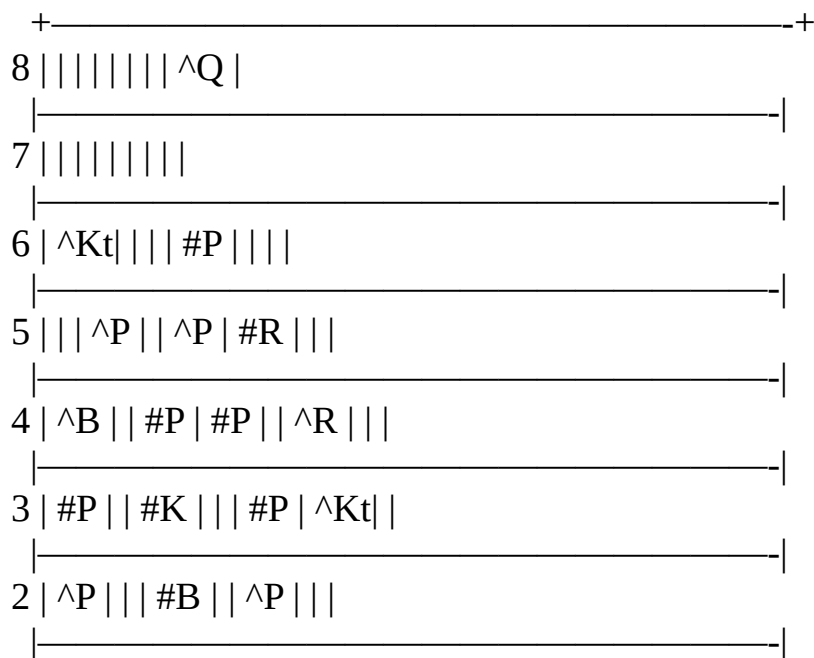 +——————————————————-+
8 | | | | | | | | ^Q |
|——————————————————-|
7 | | | | | | | | |
|——————————————————-|
6 | ^Kt| | | | #P | | | |
|——————————————————-|
5 | | | ^P | | ^P | #R | | |
|——————————————————-|
4 | ^B | | #P | #P | | ^R | | |
|——————————————————-|
3 | #P | | #K | | | #P | ^Kt| |
|——————————————————-|
2 | ^P | | | #B | | ^P | | |
|——————————————————-|